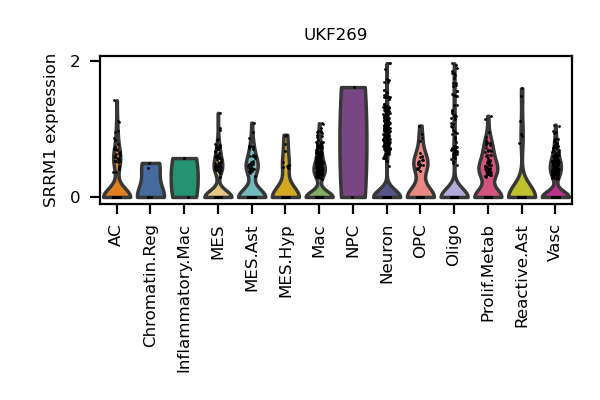 UKF269
SRRM1 expression
2
0
AC
Chromatin.Reg
Inflammatory.Mac
MES
MES.Ast
MES.Hyp
Mac
NPC
Neuron
OPC
Oligo
Prolif.Metab
Reactive.Ast
Vasc